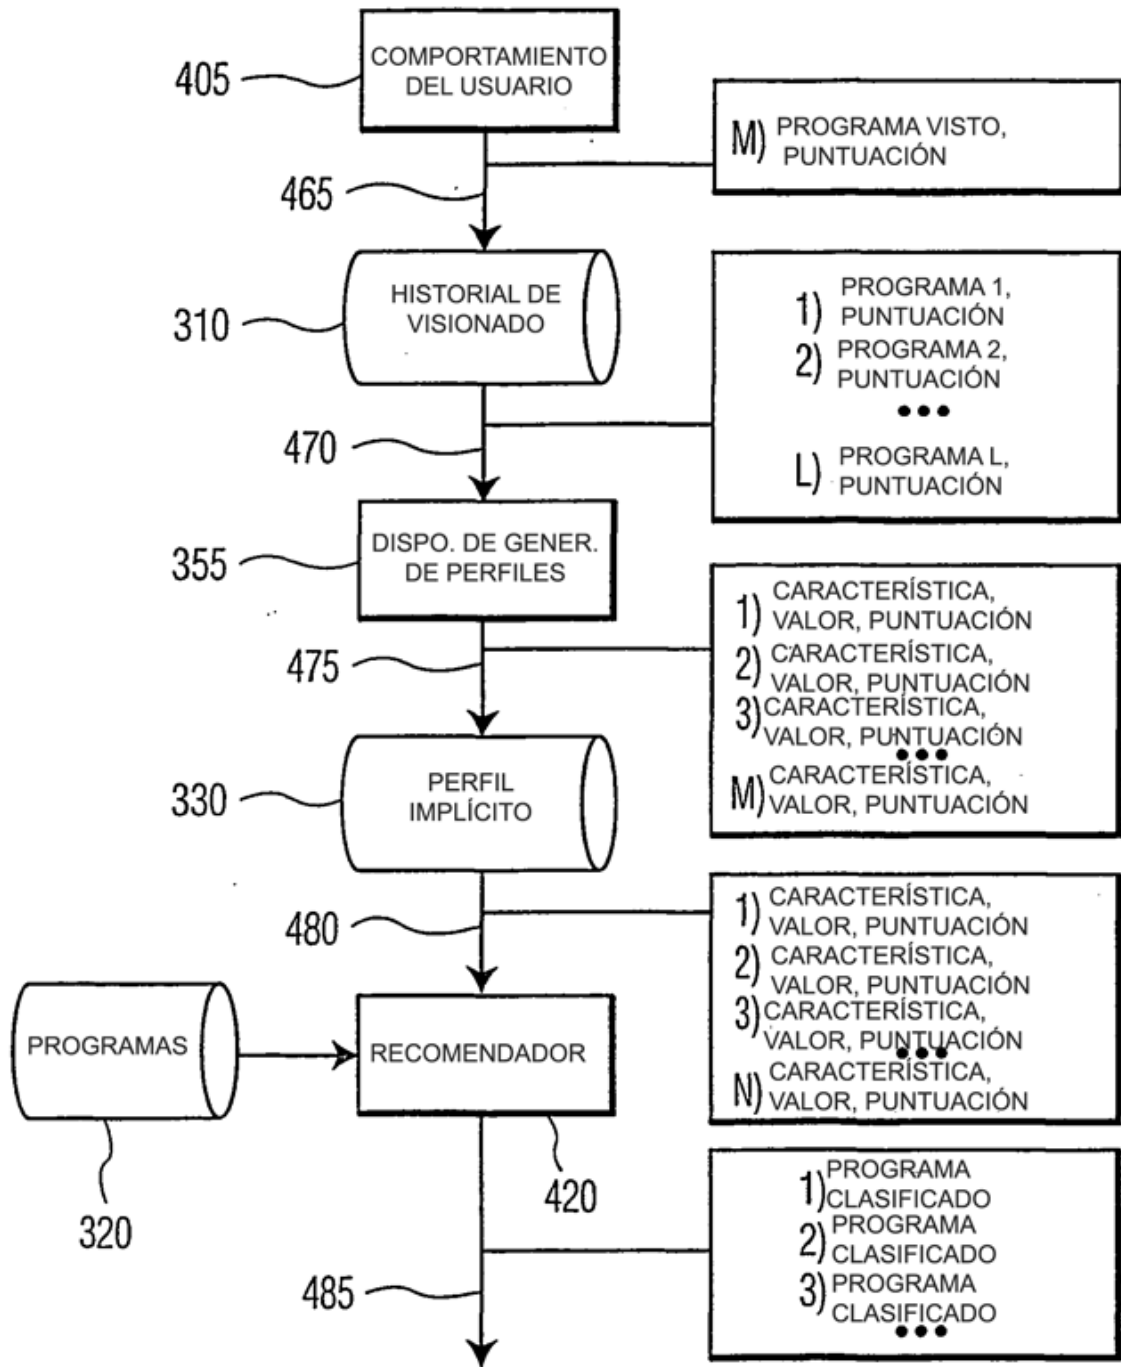 COMPORTAMIENTO
DEL USUARIO
405
M) PROGRAMA VISTO,
PUNTUACIÓN
465
HISTORIAL DE
VISIONADO
310
1) PROGRAMA 1,
PUNTUACIÓN
2) PROGRAMA 2,
PUNTUACIÓN
•••
L) PROGRAMA L,
PUNTUACIÓN
470
DISPO. DE GENER.
DE PERFILES
355
1) CARACTERÍSTICA,
VALOR, PUNTUACIÓN
2) CARACTERÍSTICA,
VALOR, PUNTUACIÓN
3) CARACTERÍSTICA,
VALOR, PUNTUACIÓN
•••
M) CARACTERÍSTICA,
VALOR, PUNTUACIÓN
475
PERFIL
IMPLÍCITO
330
1) CARACTERÍSTICA,
VALOR, PUNTUACIÓN
2) CARACTERÍSTICA,
VALOR, PUNTUACIÓN
3) CARACTERÍSTICA,
VALOR, PUNTUACIÓN
•••
N) CARACTERÍSTICA,
VALOR, PUNTUACIÓN
480
PROGRAMAS
RECOMENDADOR
320
420
1) PROGRAMA
CLASIFICADO
2) PROGRAMA
CLASIFICADO
3) PROGRAMA
CLASIFICADO
•••
485